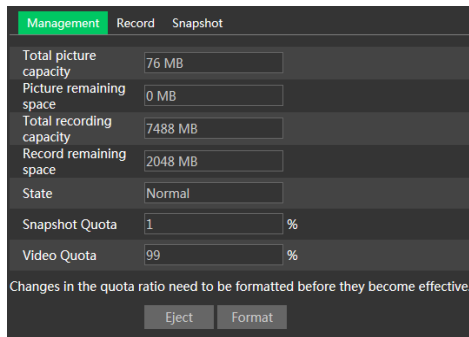 Management Record Snapshot
Total picture
capacity
76 MB
Picture remaining
space
0 MB
Total recording
capacity
7488 MB
Record remaining
space
2048 MB
State
Normal
Snapshot Quota
1
%
Video Quota
99
%
Changes in the quota ratio need to be formatted before they become effective.
Eject Format